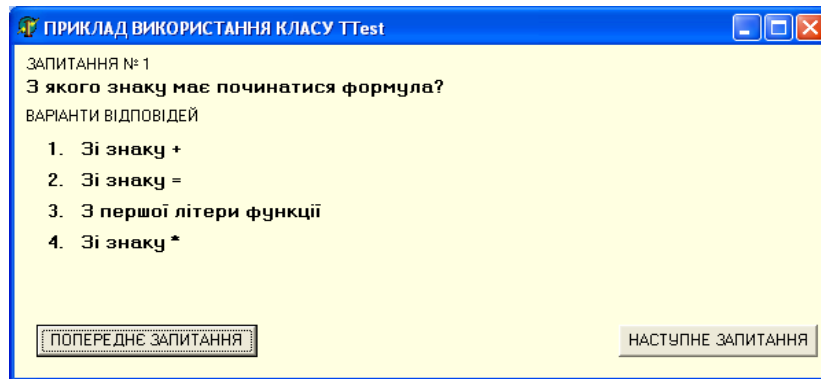 ПРИКЛАД ВИКОРИСТАННЯ КЛАСУ TTest
ЗАПИТАННЯ № 1
З якого знаку має починатися формула?
ВАРІАНТИ ВІДПОВІДЕЙ
1. Зі знаку +
2. Зі знаку =
3. З першої літери функції
4. Зі знаку *
ПОПЕРЕДНЄ ЗАПИТАННЯ
НАСТУПНЕ ЗАПИТАННЯ